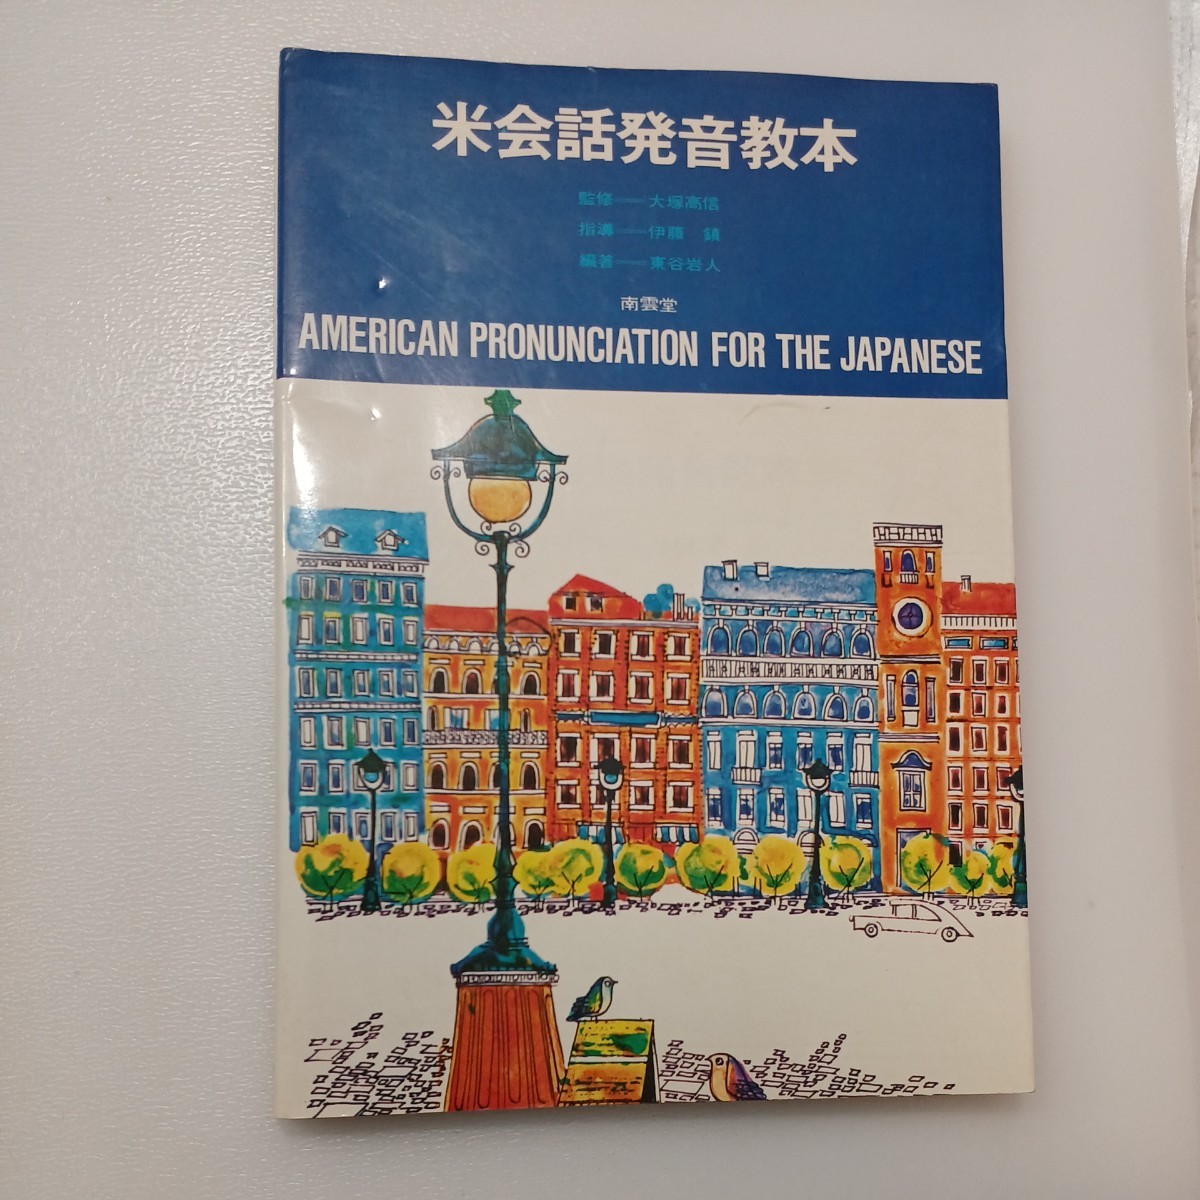 米会話発音教本
監修──大塚高信
指導──伊藤 鎮
編著──東谷岩人
南雲堂
AMERICAN PRONUNCIATION FOR THE JAPANESE